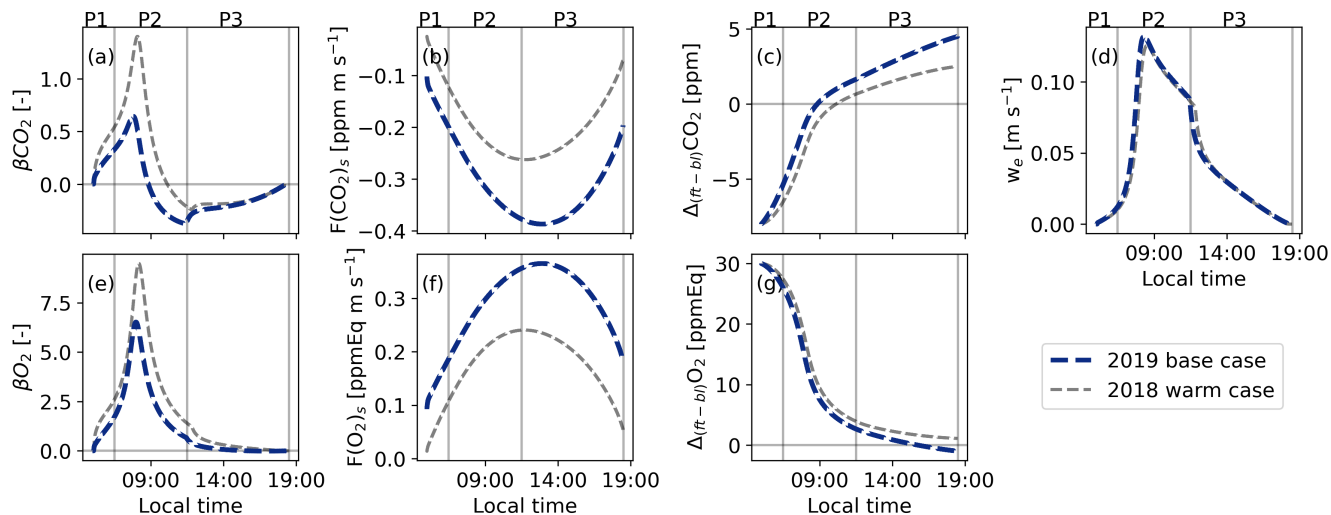 P1 P2 P3
(a)
βCO₂ [-]
1.0
0.5
0.0
P1 P2 P3
(b)
F(CO₂)ₛ [ppm m s⁻¹]
−0.1
−0.2
−0.3
−0.4
P1 P2 P3
(c)
Δ₍ft − bl₎CO₂ [ppm]
5
0
−5
P1 P2 P3
(d)
wₑ [m s⁻¹]
0.10
0.05
0.00
09:00 14:00 19:00
Local time
(e)
βO₂ [-]
7.5
5.0
2.5
0.0
09:00 14:00 19:00
Local time
(f)
F(O₂)ₛ [ppmEq m s⁻¹]
0.3
0.2
0.1
0.0
09:00 14:00 19:00
Local time
(g)
Δ₍ft − bl₎O₂ [ppmEq]
30
20
10
0
09:00 14:00 19:00
Local time
2019 base case
2018 warm case